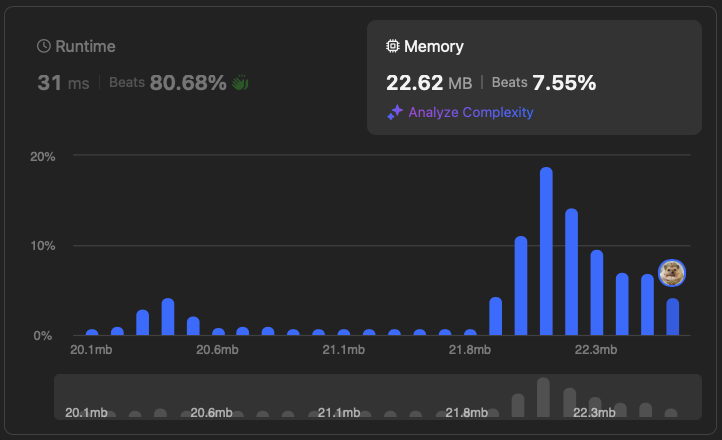 Runtime
31 ms | Beats 80.68%
Memory
22.62 MB | Beats 7.55%
Analyze Complexity
20%
10%
0%
20.1mb 20.6mb 21.1mb 21.8mb 22.3mb
20.1mb 20.6mb 21.1mb 21.8mb 22.3mb